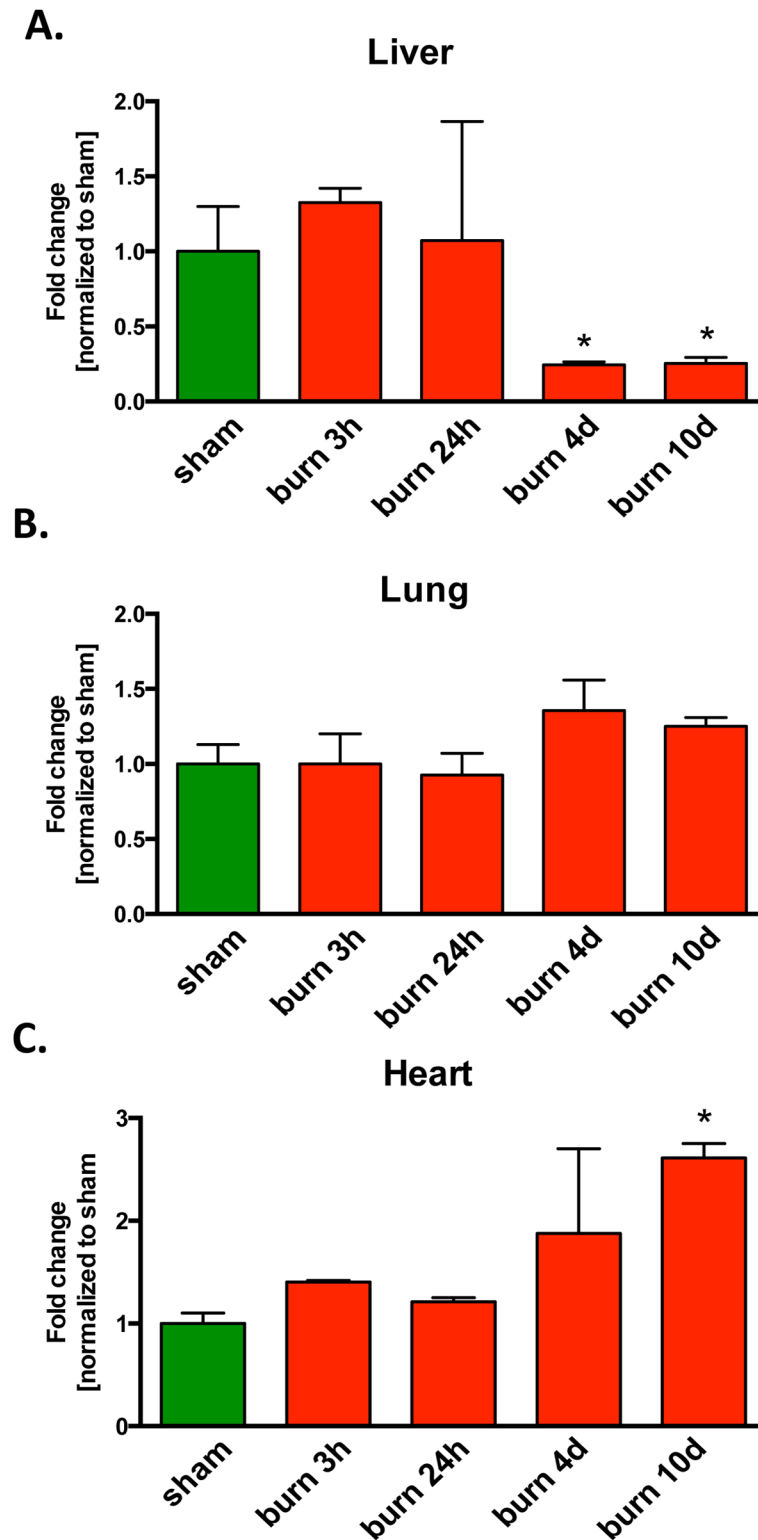 A.
Liver
Fold change
[normalized to sham]
2.0
1.5
1.0
0.5
0.0
*
*
sham
burn 3h
burn 24h
burn 4d
burn 10d
B.
Lung
Fold change
[normalized to sham]
2.0
1.5
1.0
0.5
0.0
sham
burn 3h
burn 24h
burn 4d
burn 10d
C.
Heart
Fold change
[normalized to sham
3
2
1
0
*
sham
burn 3h
burn 24h
burn 4d
burn 10d